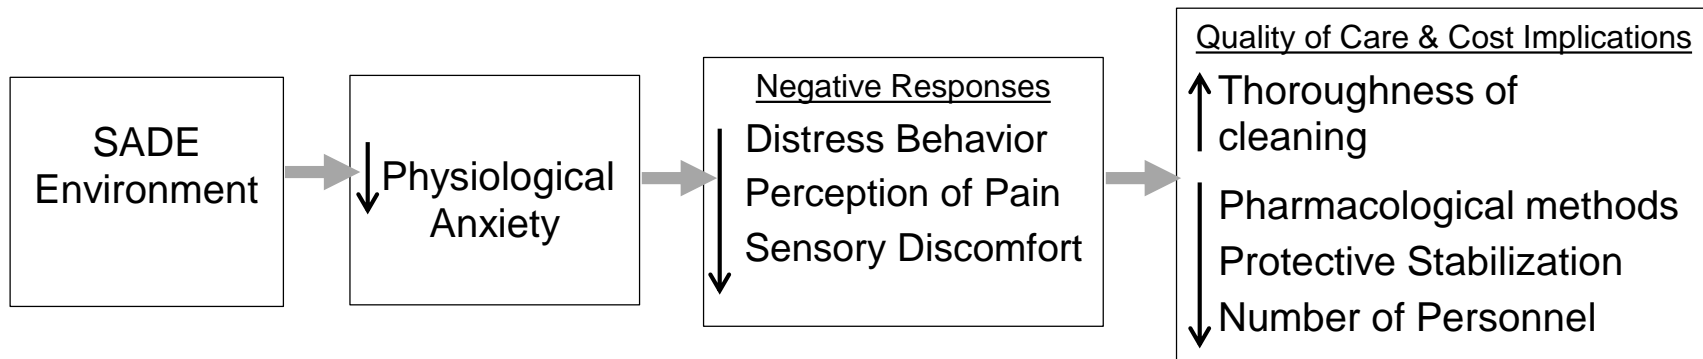 SADE
Environment
Physiological
Anxiety
Negative Responses
Distress Behavior
Perception of Pain
Sensory Discomfort
Quality of Care & Cost Implications
Thoroughness of
cleaning
Pharmacological methods
Protective Stabilization
Number of Personnel